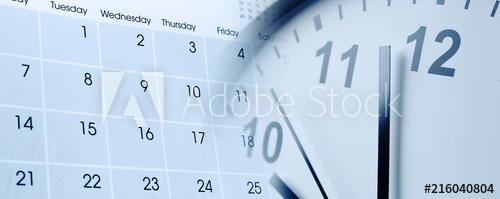 Tuesday Wednesday Thursday Friday
1 2 3 4 5
7 8 9 10 11
14 15 16 17 18
21 22 23 24 25
11 12
10
Adobe Stock
#216040804